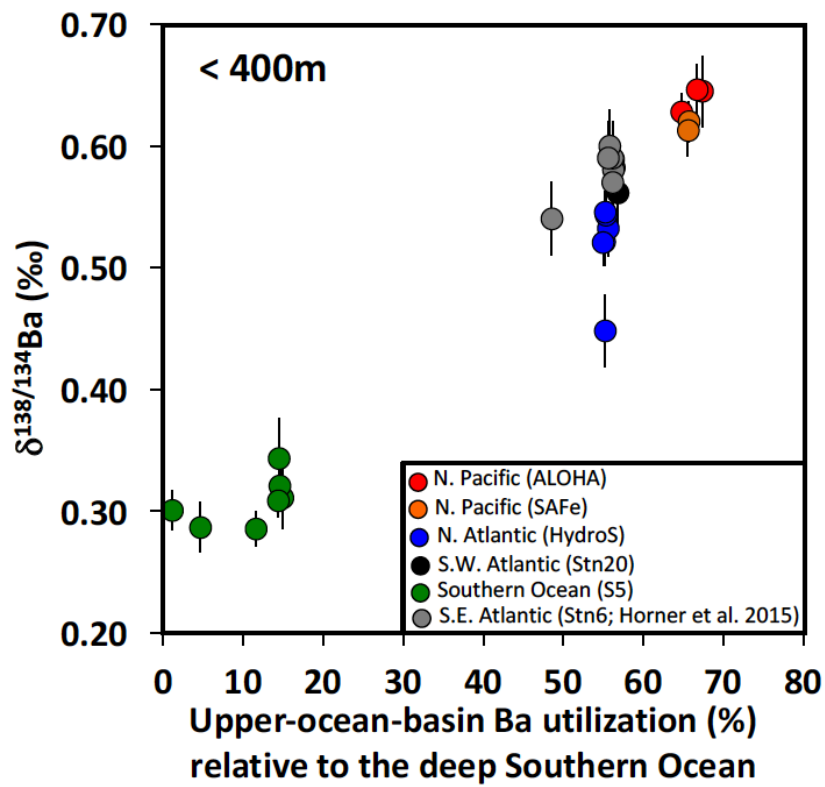 < 400m
0.70
0.60
0.50
0.40
0.30
0.20
δ138/134Ba (‰)
N. Pacific (ALOHA)
N. Pacific (SAFe)
N. Atlantic (HydroS)
S.W. Atlantic (Stn20)
Southern Ocean (S5)
S.E. Atlantic (Stn6; Horner et al. 2015)
0 10 20 30 40 50 60 70 80
Upper-ocean-basin Ba utilization (%)
relative to the deep Southern Ocean